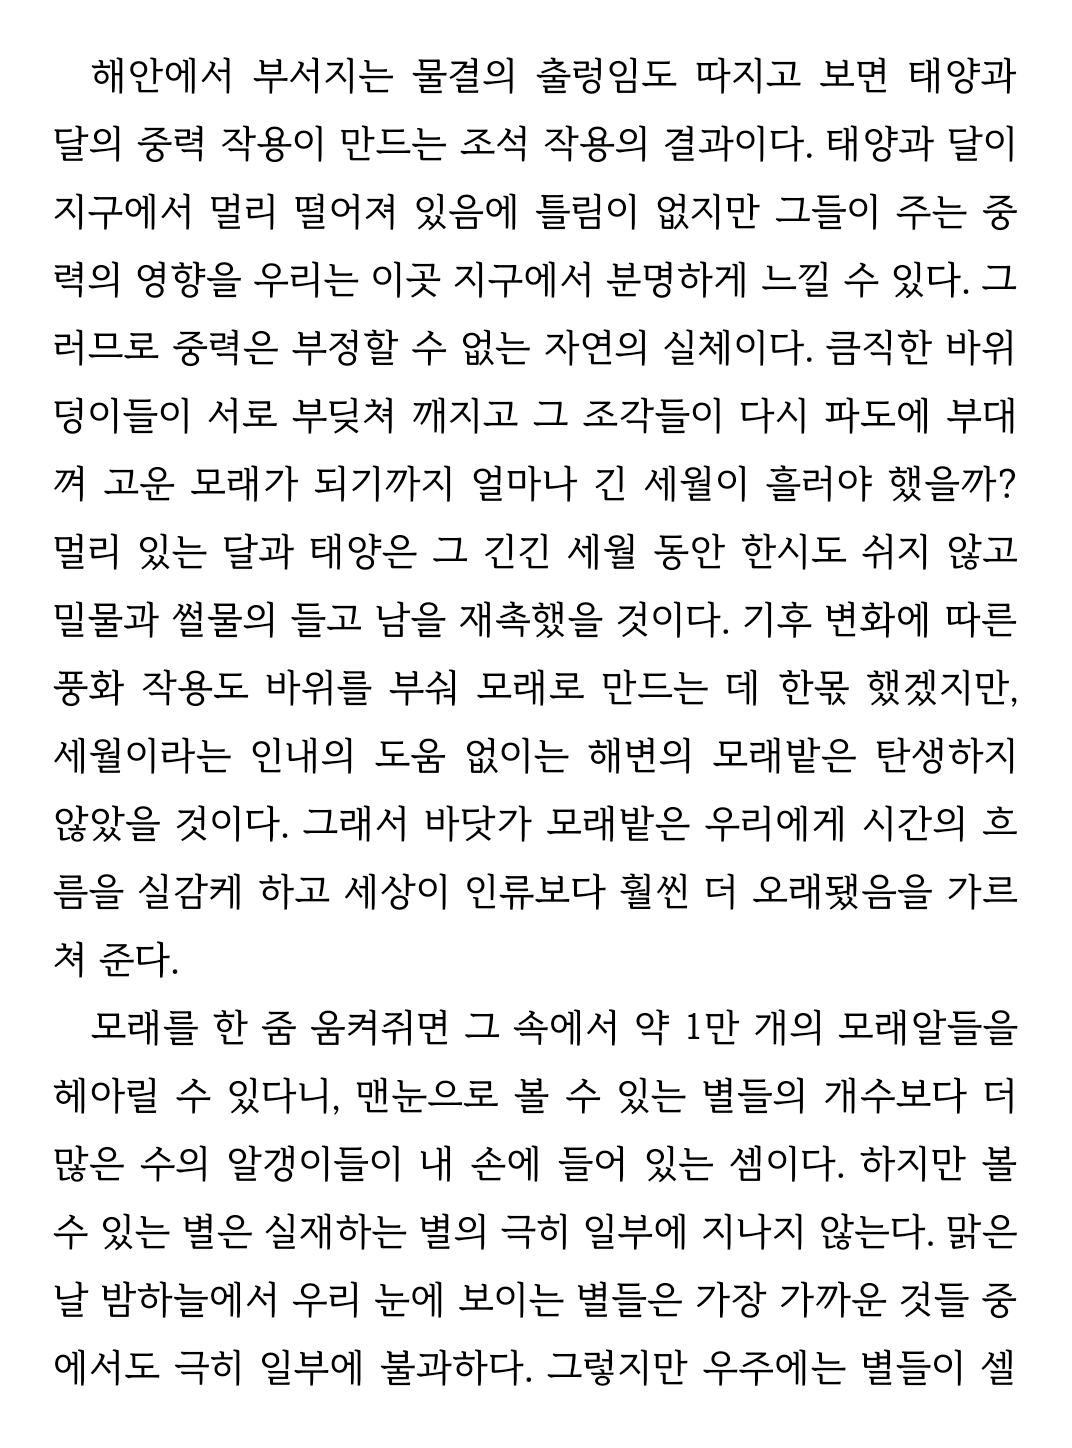 해안에서 부서지는 물결의 출렁임도 따지고 보면 태양과
달의 중력 작용이 만드는 조석 작용의 결과이다. 태양과 달이
지구에서 멀리 떨어져 있음에 틀림이 없지만 그들이 주는 중
력의 영향을 우리는 이곳 지구에서 분명하게 느낄 수 있다. 그
러므로 중력은 부정할 수 없는 자연의 실체이다. 큼직한 바위
덩이들이 서로 부딪쳐 깨지고 그 조각들이 다시 파도에 부대
껴 고운 모래가 되기까지 얼마나 긴 세월이 흘러야 했을까?
멀리 있는 달과 태양은 그 긴긴 세월 동안 한시도 쉬지 않고
밀물과 썰물의 들고 남을 재촉했을 것이다. 기후 변화에 따른
풍화 작용도 바위를 부숴 모래로 만드는 데 한몫 했겠지만,
세월이라는 인내의 도움 없이는 해변의 모래밭은 탄생하지
않았을 것이다. 그래서 바닷가 모래밭은 우리에게 시간의 흐
름을 실감케 하고 세상이 인류보다 훨씬 더 오래됐음을 가르
쳐 준다.
모래를 한 줌 움켜쥐면 그 속에서 약 1만 개의 모래알들을
헤아릴 수 있다니, 맨눈으로 볼 수 있는 별들의 개수보다 더
많은 수의 알갱이들이 내 손에 들어 있는 셈이다. 하지만 볼
수 있는 별은 실재하는 별의 극히 일부에 지나지 않는다. 맑은
날 밤하늘에서 우리 눈에 보이는 별들은 가장 가까운 것들 중
에서도 극히 일부에 불과하다. 그렇지만 우주에는 별들이 셀